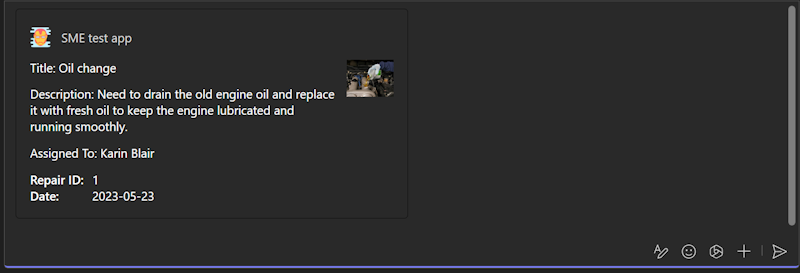 SME test app
Title: Oil change
Description: Need to drain the old engine oil and replace
it with fresh oil to keep the engine lubricated and
running smoothly.
Assigned To: Karin Blair
Repair ID: 1
Date: 2023-05-23